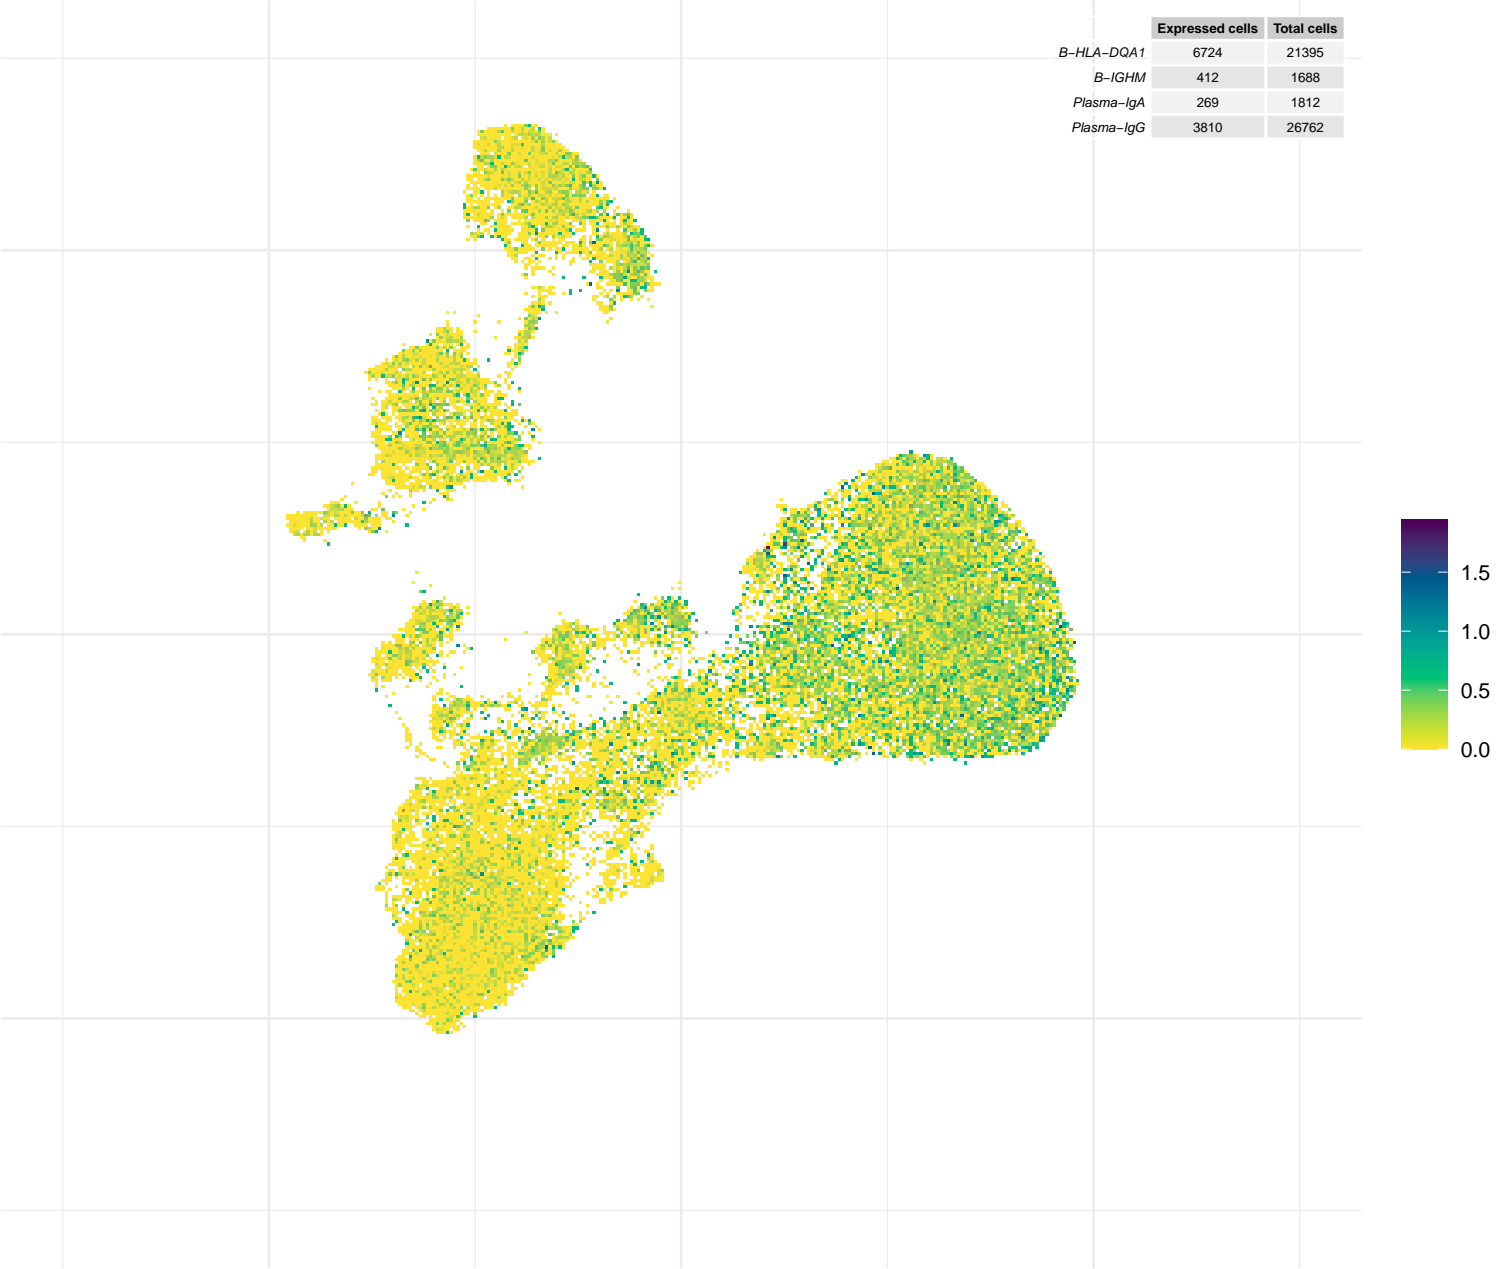 Expressed cells Total cells
B−HLA−DQA1 6724 21395
B−IGHM 412 1688
Plasma−IgA 269 1812
Plasma−IgG 3810 26762
1.5
1.0
0.5
0.0